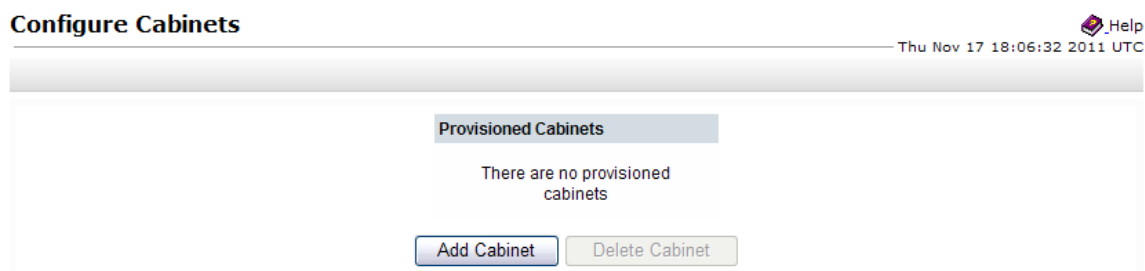 Configure Cabinets
Help
Thu Nov 17 18:06:32 2011 UTC
Provisioned Cabinets
There are no provisioned
cabinets
Add Cabinet
Delete Cabinet